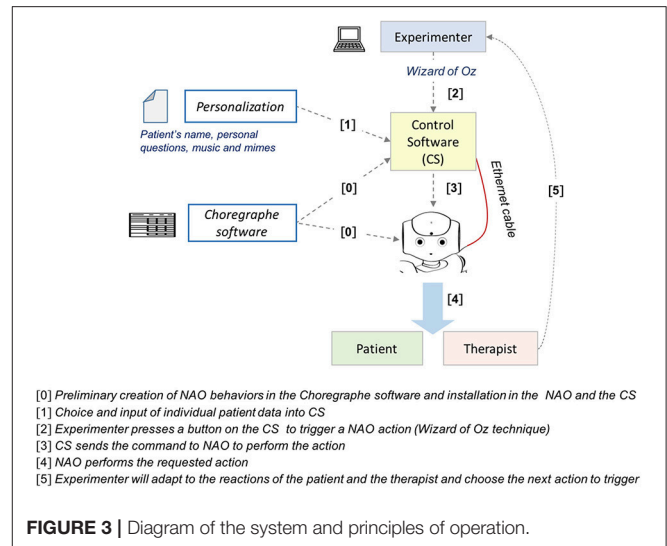 Experimenter
Wizard of Oz
[2]
Personalization
[1]
Patient's name, personal
questions, music and mimes
Control
Software
(CS)
[0]
[3]
Ethernet cable
[5]
Choregraphe
software
[0]
[4]
Patient
Therapist
[0] Preliminary creation of NAO behaviors in the Choregraphe software and installation in the NAO and the CS
[1] Choice and input of individual patient data into CS
[2] Experimenter presses a button on the CS to trigger a NAO action (Wizard of Oz technique)
[3] CS sends the command to NAO to perform the action
[4] NAO performs the requested action
[5] Experimenter will adapt to the reactions of the patient and the therapist and choose the next action to trigger
FIGURE 3 | Diagram of the system and principles of operation.